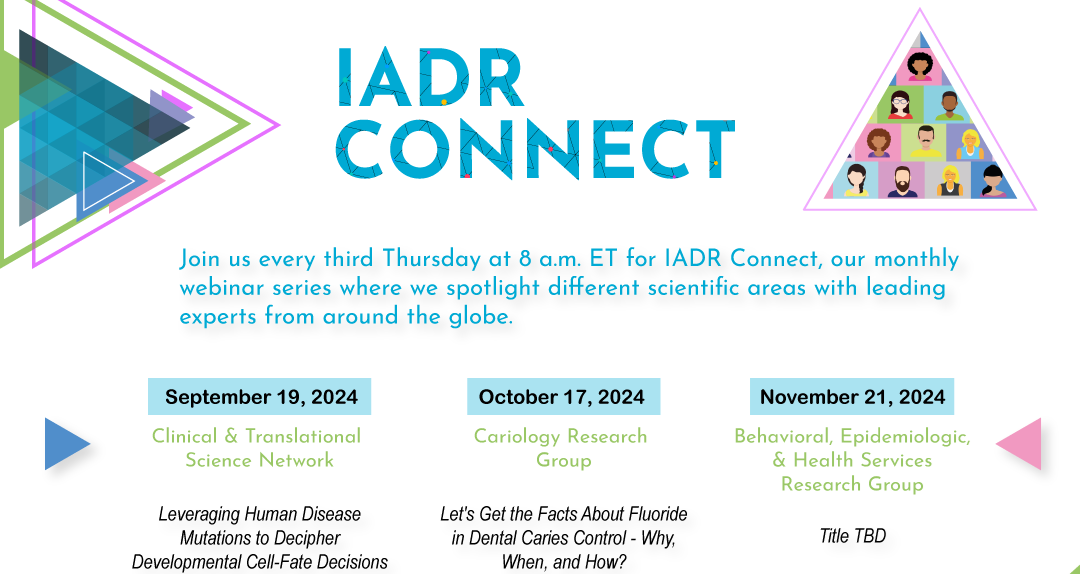 IADR
CONNECT
Join us every third Thursday at 8 a.m. ET for IADR Connect, our monthly
webinar series where we spotlight different scientific areas with leading
experts from around the globe.
September 19, 2024
Clinical & Translational
Science Network
Leveraging Human Disease
Mutations to Decipher
Developmental Cell-Fate Decisions
October 17, 2024
Cariology Research
Group
Let's Get the Facts About Fluoride
in Dental Caries Control - Why,
When, and How?
November 21, 2024
Behavioral, Epidemiologic,
& Health Services
Research Group
Title TBD